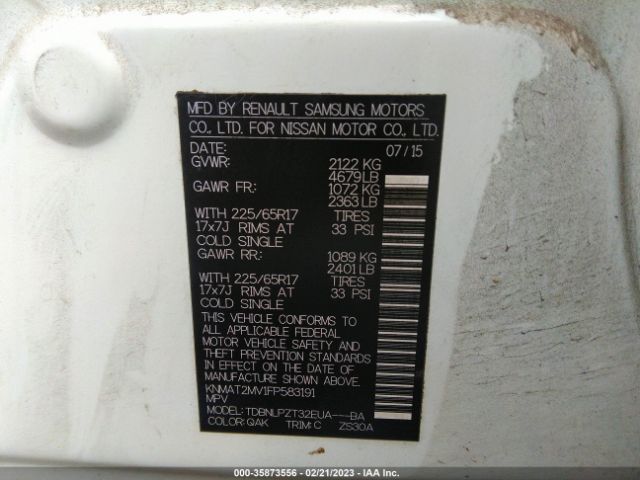 MFD BY RENAULT SAMSUNG MOTORS
CO., LTD. FOR NISSAN MOTOR CO., LTD.
DATE: 07/15
GVWR: 2122 KG
4679 LB
GAWR FR: 1072 KG
2363 LB
WITH 225/65R17 TIRES
17x7J RIMS AT 33 PSI
COLD SINGLE
GAWR RR: 1089 KG
2401 LB
WITH 225/65R17 TIRES
17x7J RIMS AT 33 PSI
COLD SINGLE
THIS VEHICLE CONFORMS TO
ALL APPLICABLE FEDERAL
MOTOR VEHICLE SAFETY AND
THEFT PREVENTION STANDARDS
IN EFFECT ON THE DATE OF
MANUFACTURE SHOWN ABOVE.
KNMAT2MV1FP583191
MPV
MODEL: TDBNLPZT32EUA---BA
COLOR: QAK TRIM: C ZS30A
000-35873556 - 02/21/2023 - IAA Inc.